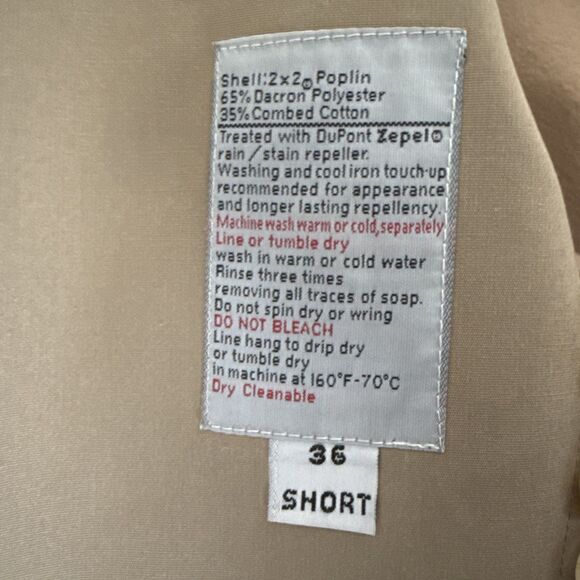 Shell:2x2® Poplin
65% Dacron Polyester
35% Combed Cotton
Treated with DuPont Zepel®
rain/stain repeller.
Washing and cool iron touch-up
recommended for appearance
and longer lasting repellency.
Machine wash warm or cold,separately
Line or tumble dry
wash in warm or cold water
Rinse three times
removing all traces of soap.
Do not spin dry or wring
DO NOT BLEACH
Line hang to drip dry
or tumble dry
in machine at 160°F-70°C
Dry Cleanable
36
SHORT